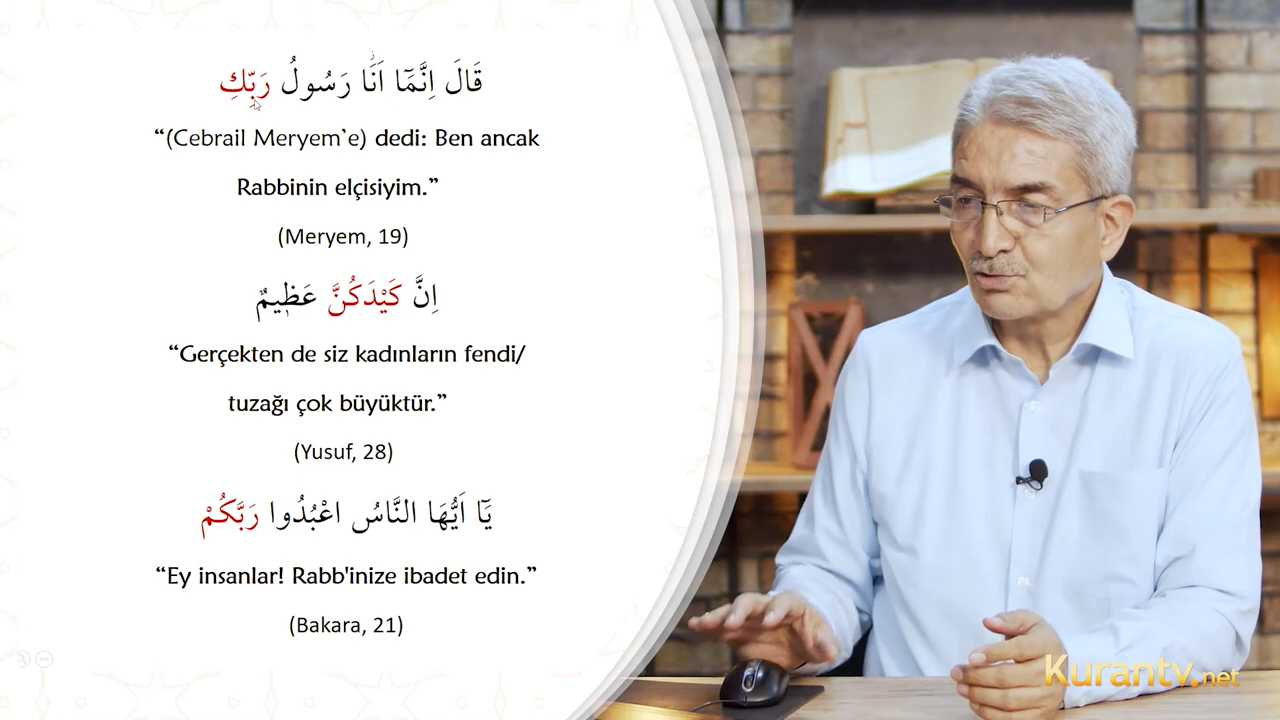 قَالَ اِنَّمَٓا اَنَا۬ رَسُولُ رَبِّكِ
“(Cebrail Meryem’e) dedi: Ben ancak
Rabbinin elçisiyim.”
(Meryem, 19)
اِنَّ كَيْدَكُنَّ عَظ۪يمٌ
“Gerçekten de siz kadınların fendi/
tuzağı çok büyüktür.”
(Yusuf, 28)
يَٓا اَيُّهَا النَّاسُ اعْبُدُوا رَبَّكُمْ
“Ey insanlar! Rabb'inize ibadet edin.”
(Bakara, 21)
Kurantv.net